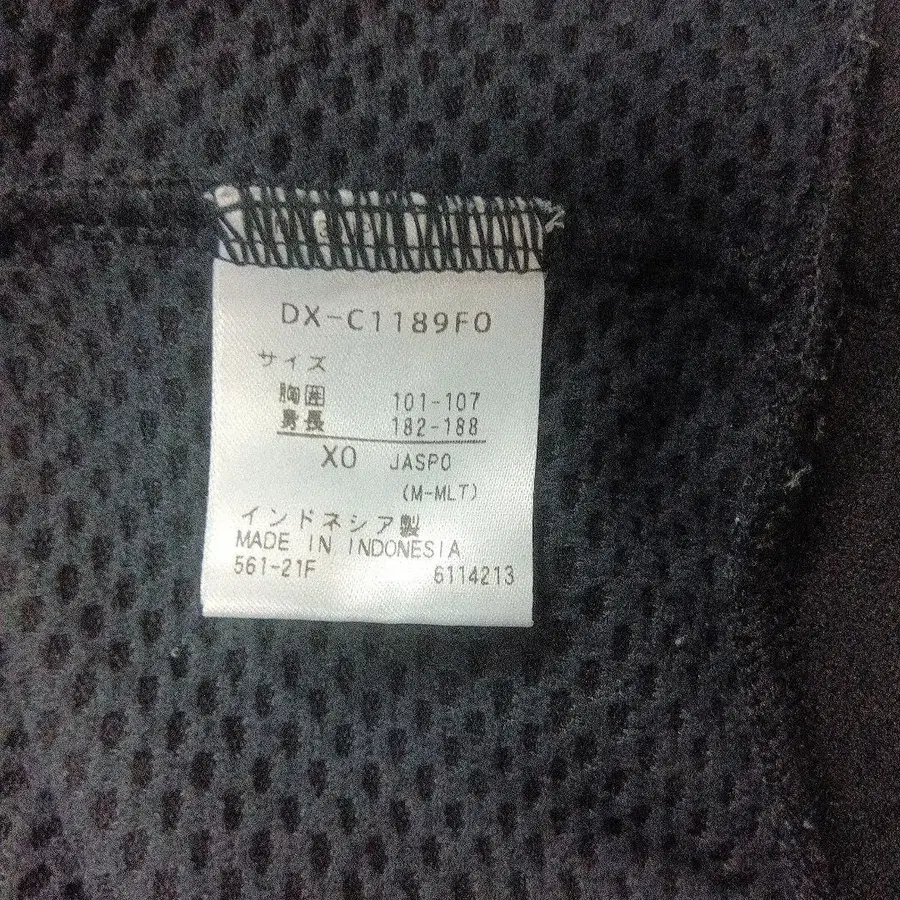 DX-C1189F0
サイズ
胸囲 101-107
身長 182-188
XO JASPO
(M-MLT)
インドネシア製
MADE IN INDONESIA
561-21F 6114213